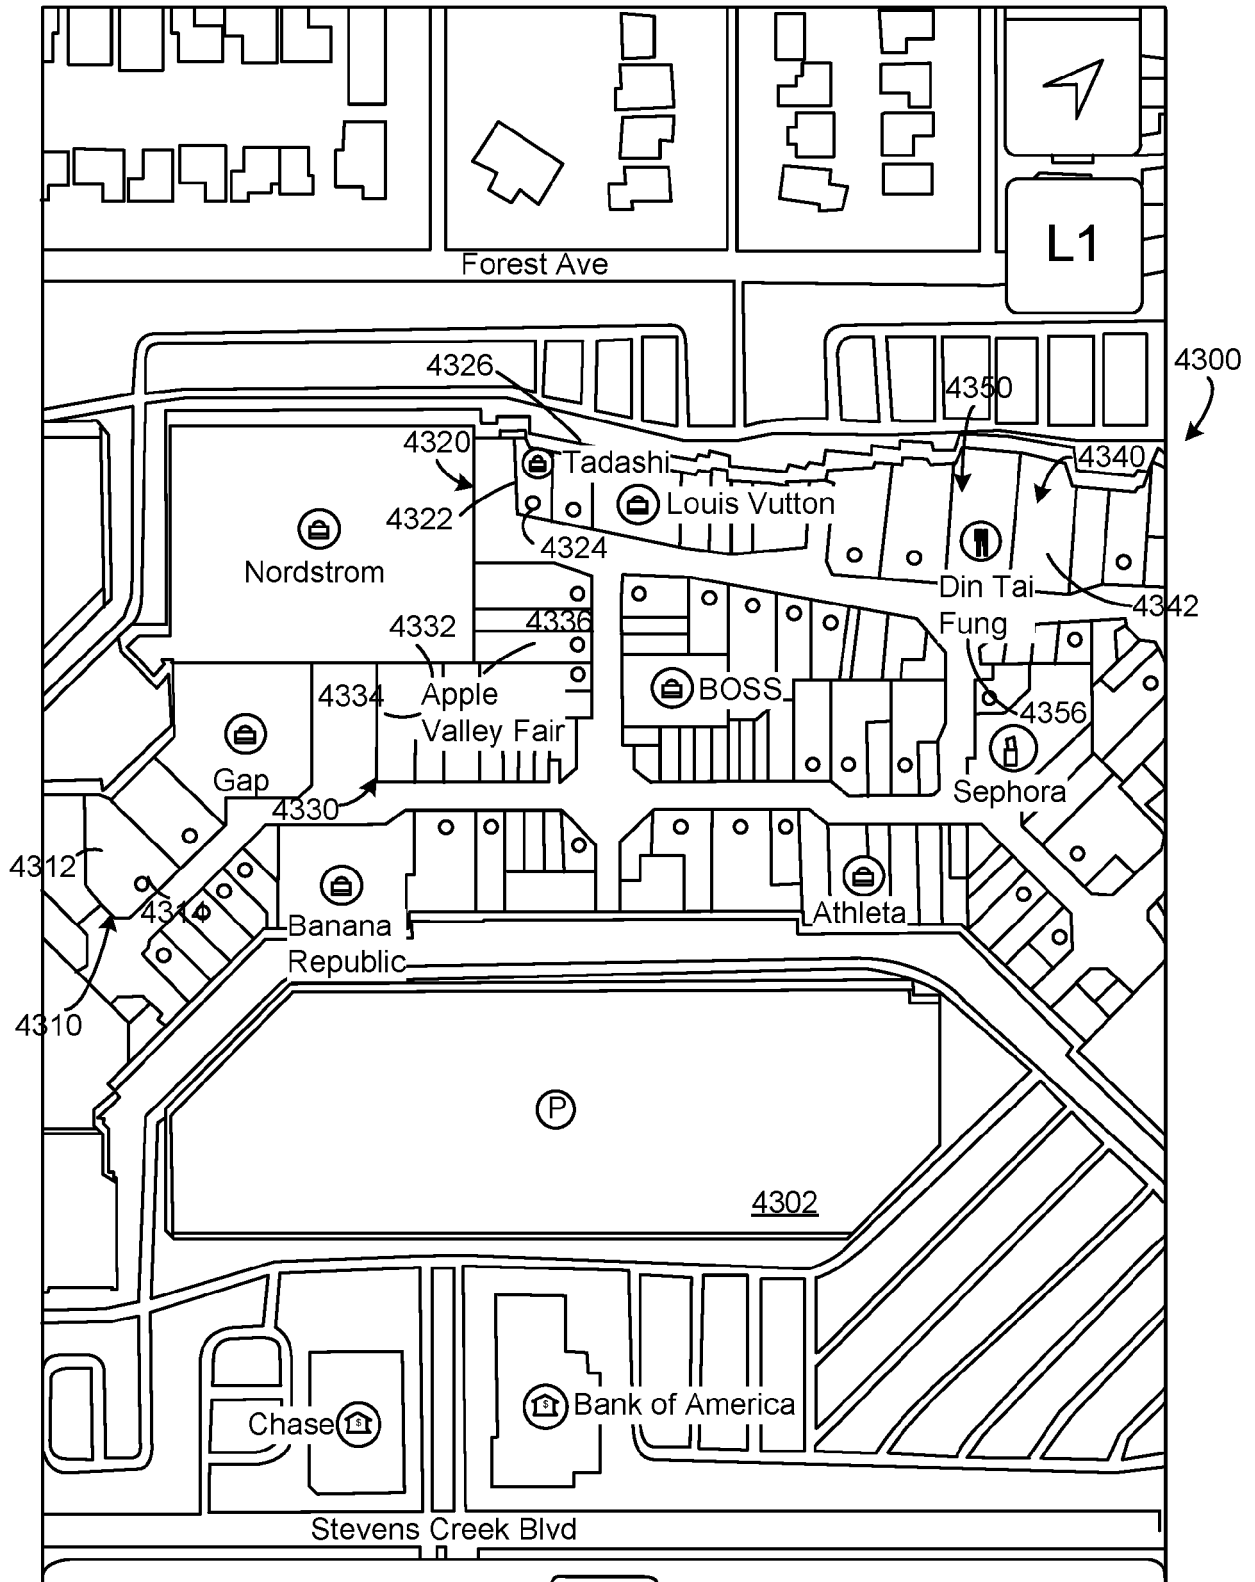 L1
Forest Ave
4300
4326
4350
4320
4340
Tadashi
Louis Vutton
4322
4324
Nordstrom
Din Tai
Fung
4342
4332
4336
4334
Apple
Valley Fair
BOSS
4356
Gap
4330
Sephora
4312
4314
Banana
Republic
Athleta
4310
P
4302
Chase
$
$
Bank of America
Stevens Creek Blvd